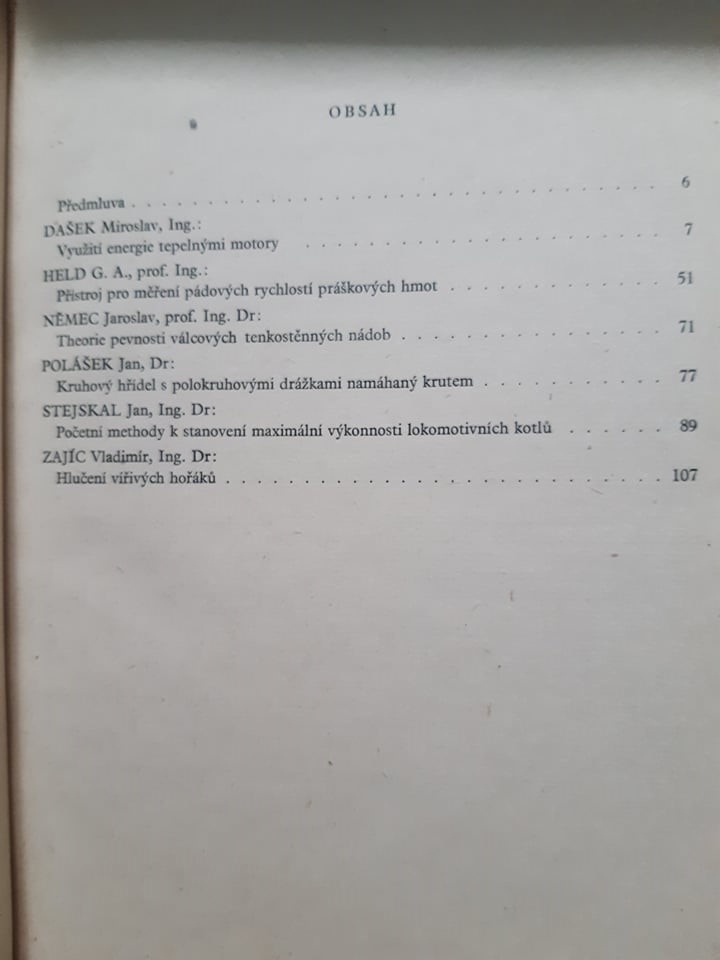 OBSAH
Předmluva . . . . . . . . . . . . . . . . . . . . . . . . . . . . 6
DAŠEK Miroslav, Ing.:
Využití energie tepelnými motory . . . . . . . . . . . . . . . . . . . 7
HELD G. A., prof. Ing.:
Přístroj pro měření pádových rychlostí práškových hmot . . . . . . . . . . . 51
NĚMEC Jaroslav, prof. Ing. Dr:
Theorie pevnosti válcových tenkostěnných nádob . . . . . . . . . . . . . . 71
POLÁŠEK Jan, Dr:
Kruhový hřídel s polokruhovými drážkami namáhaný krutem . . . . . . . . . . 77
STEJSKAL Jan, Ing. Dr:
Početní methody k stanovení maximální výkonnosti lokomotivních kotlů . . . . . . 89
ZAJÍC Vladimír, Ing. Dr:
Hlučení vířivých hořáků . . . . . . . . . . . . . . . . . . . . . . . 107